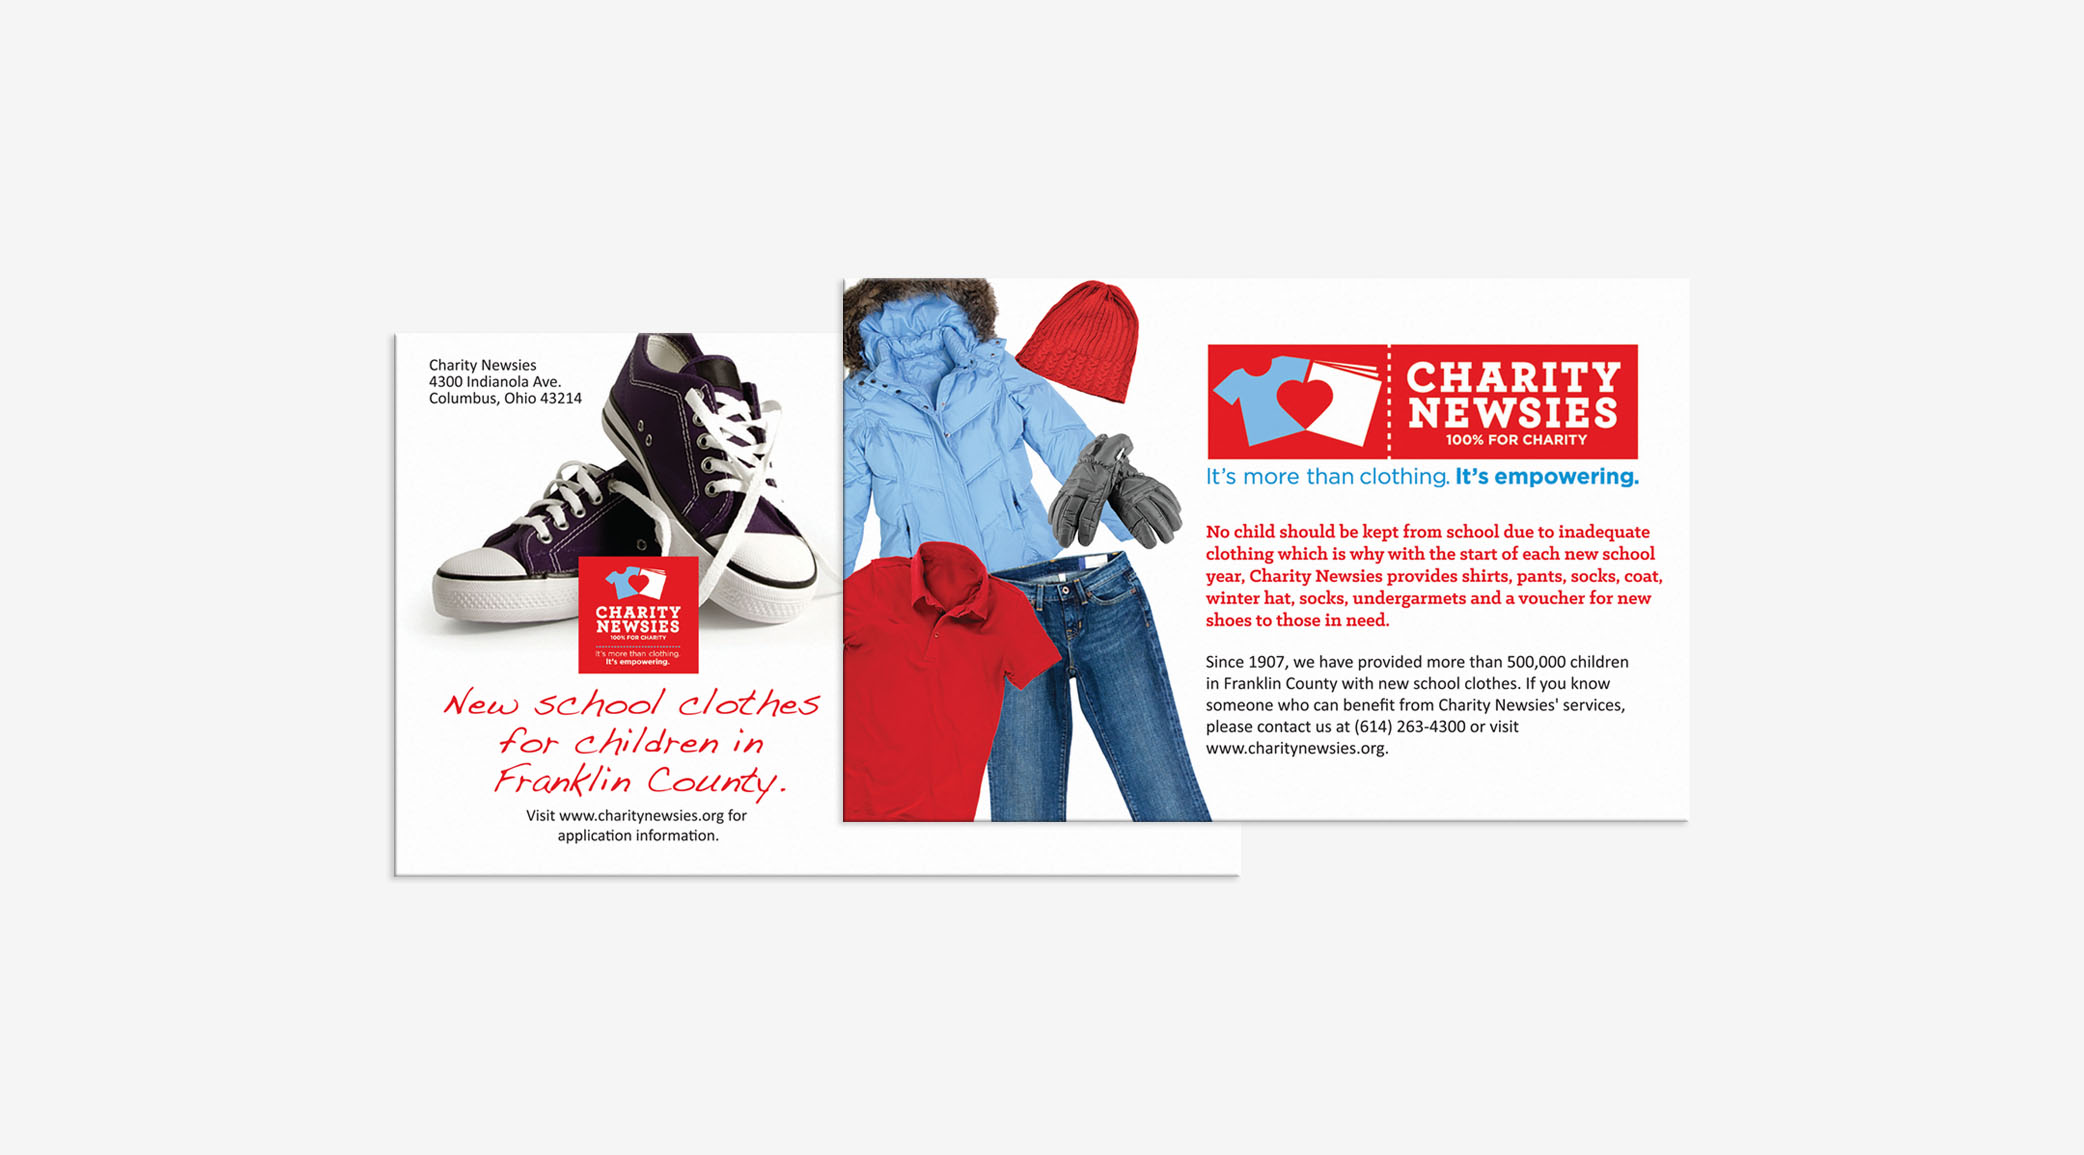 Charity Newsies
4300 Indianola Ave.
Columbus, Ohio 43214
CHARITY
NEWSIES
100% FOR CHARITY
It's more than clothing.
It's empowering.
New school clothes
for children in
Franklin County.
Visit www.charitynewsies.org for
application information.
CHARITY
NEWSIES
100% FOR CHARITY
It's more than clothing. It's empowering.
No child should be kept from school due to inadequate
clothing which is why with the start of each new school
year, Charity Newsies provides shirts, pants, socks, coat,
winter hat, socks, undergarmets and a voucher for new
shoes to those in need.
Since 1907, we have provided more than 500,000 children
in Franklin County with new school clothes. If you know
someone who can benefit from Charity Newsies' services,
please contact us at (614) 263-4300 or visit
www.charitynewsies.org.